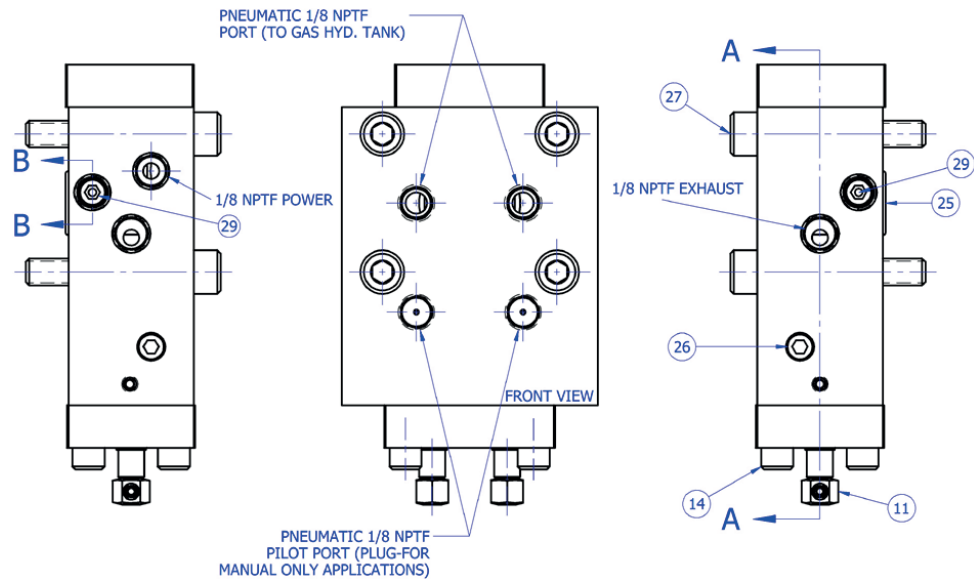 PNEUMATIC 1/8 NPTF
PORT (TO GAS HYD. TANK)
A
27
B
29
1/8 NPTF EXHAUST
1/8 NPTF POWER
29
25
B
26
FRONT VIEW
14
11
A
PNEUMATIC 1/8 NPTF
PILOT PORT (PLUG-FOR
MANUAL ONLY APPLICATIONS)